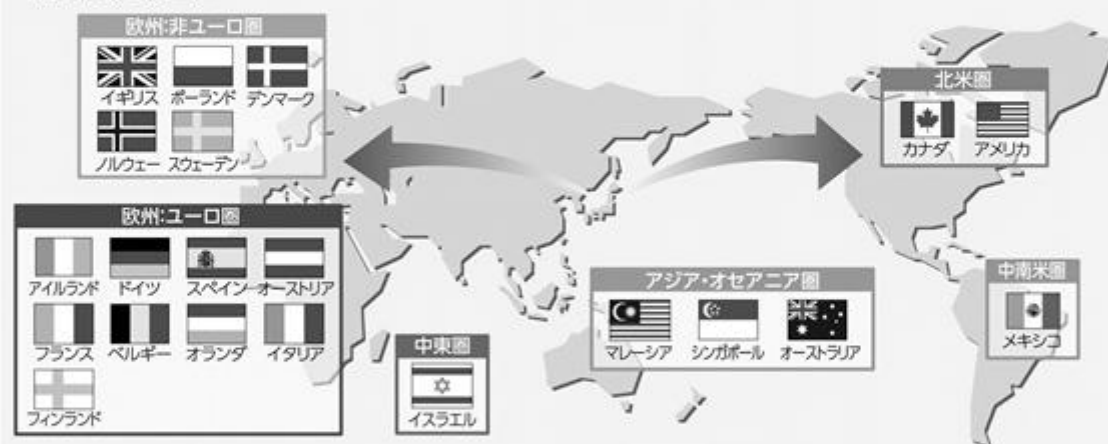 欧州:非ユーロ圏
イギリス ポーランド デンマーク
ノルウェー スウェーデン
北米圏
カナダ アメリカ
欧州:ユーロ圏
アイルランド ドイツ スペイン オーストリア
フランス ベルギー オランダ イタリア
フィンランド
中東圏
イスラエル
アジア・オセアニア圏
マレーシア シンガポール オーストラリア
中南米圏
メキシコ